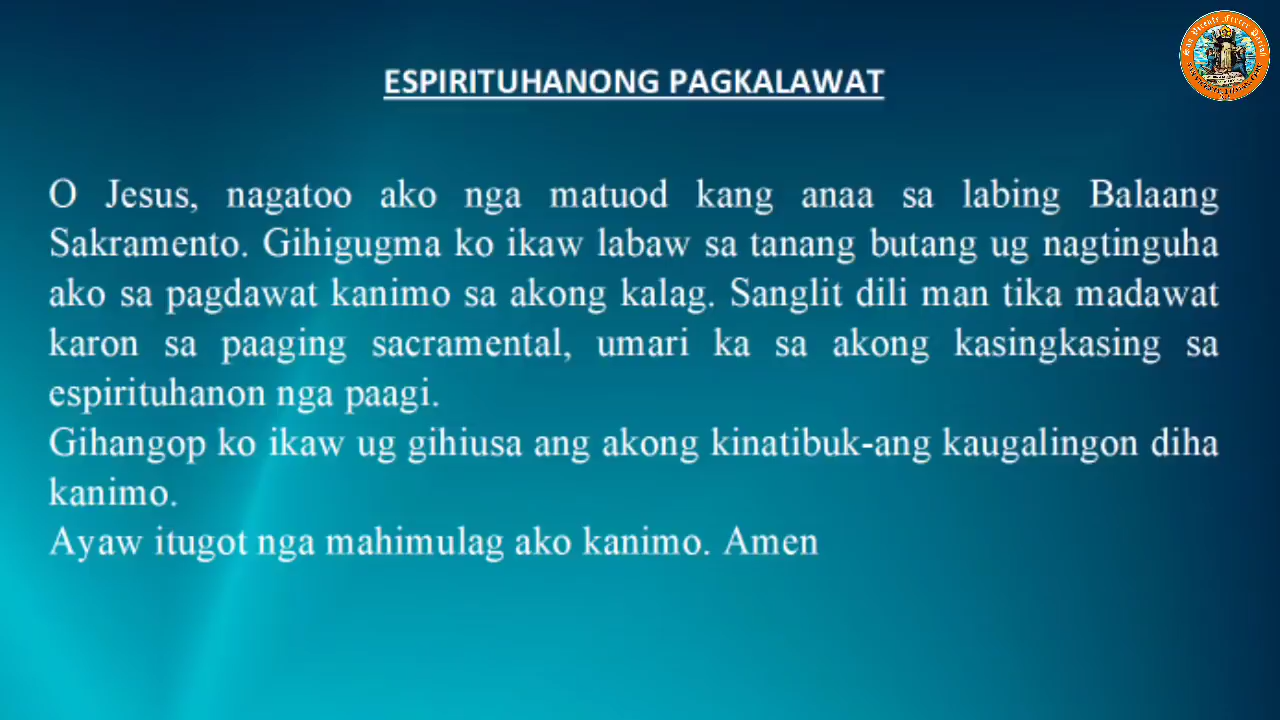 ESPIRITUHANONG PAGKALAWAT
O Jesus, nagatoo ako nga matuod kang anaa sa labing Balaang
Sakramento. Gihigugma ko ikaw labaw sa tanang butang ug nagtinguha
ako sa pagdawat kanimo sa akong kalag. Sanglit dili man tika madawat
karon sa paaging sacramental, umari ka sa akong kasingkasing sa
espirituhanon nga paagi.
Gihangop ko ikaw ug gihiusa ang akong kinatibuk-ang kaugalingon diha
kanimo.
Ayaw itugot nga mahimulag ako kanimo. Amen
San Vicente Ferrer